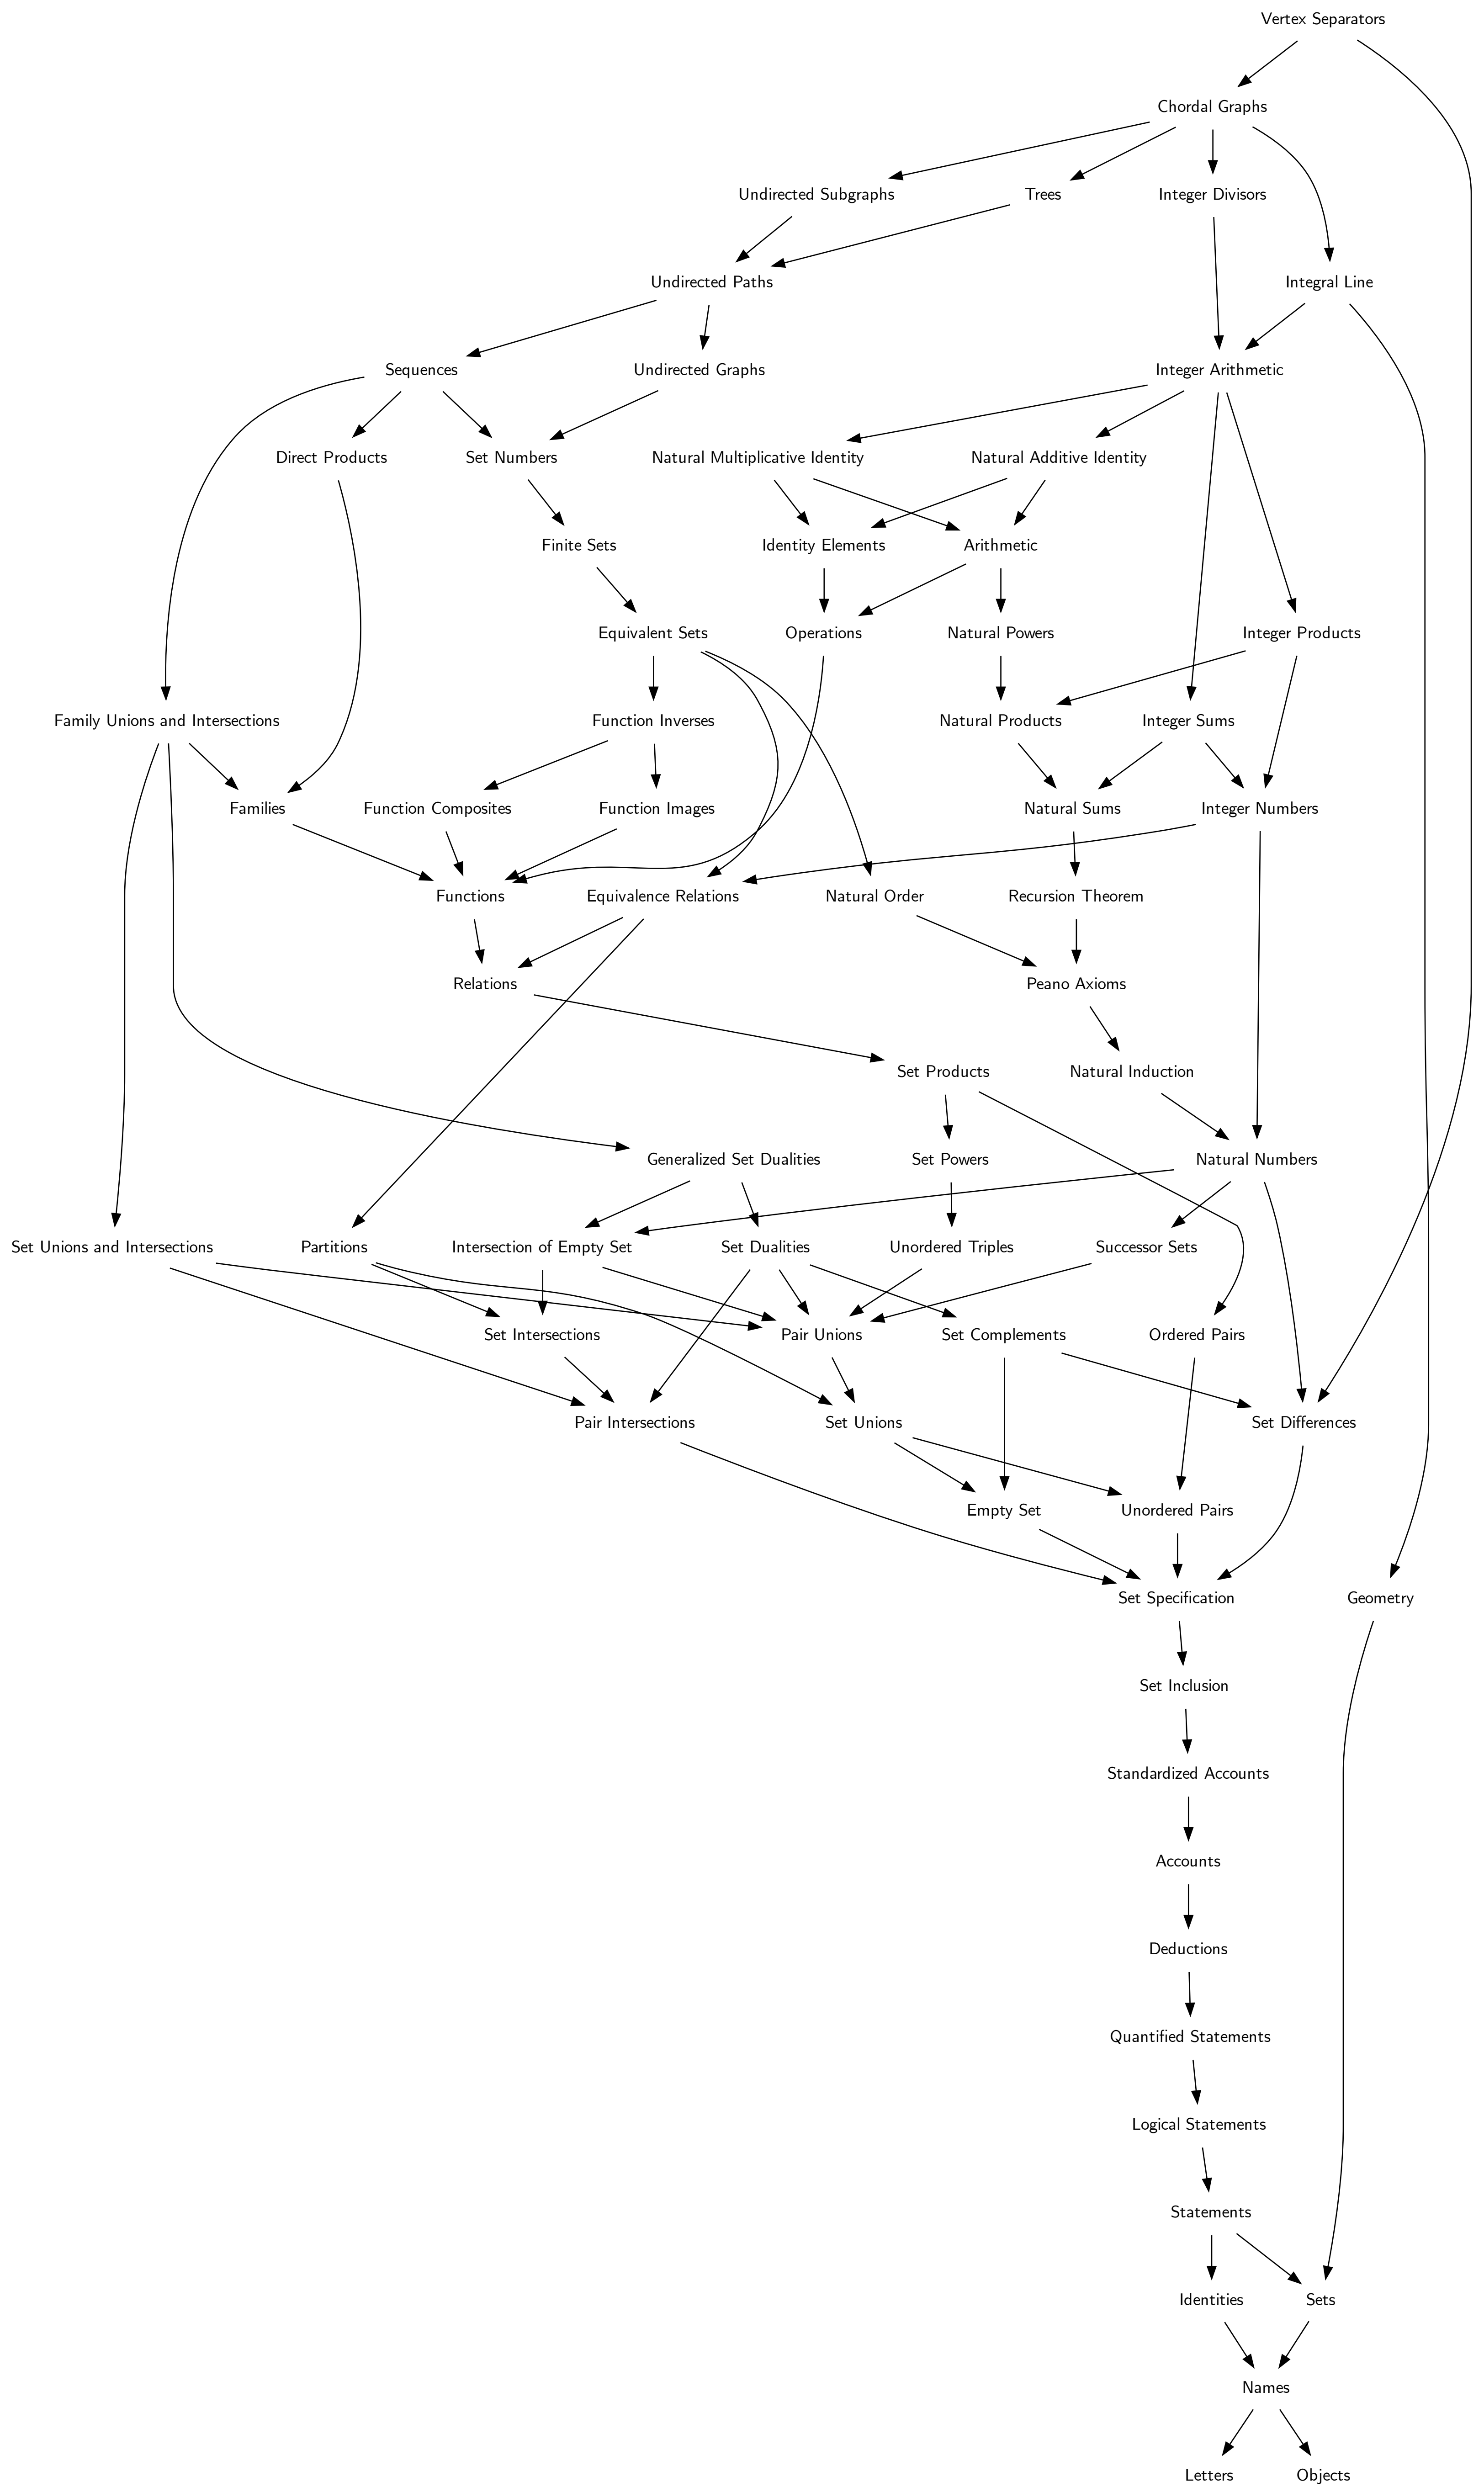 Vertex Separators
Chordal Graphs
Undirected Subgraphs
Trees
Integer Divisors
Undirected Paths
Integral Line
Sequences
Undirected Graphs
Integer Arithmetic
Direct Products
Set Numbers
Natural Multiplicative Identity
Natural Additive Identity
Finite Sets
Identity Elements
Arithmetic
Equivalent Sets
Operations
Natural Powers
Integer Products
Family Unions and Intersections
Function Inverses
Natural Products
Integer Sums
Families
Function Composites
Function Images
Natural Sums
Integer Numbers
Functions
Equivalence Relations
Natural Order
Recursion Theorem
Relations
Peano Axioms
Set Products
Natural Induction
Generalized Set Dualities
Set Powers
Natural Numbers
Set Unions and Intersections
Partitions
Intersection of Empty Set
Set Dualities
Unordered Triples
Successor Sets
Set Intersections
Pair Unions
Set Complements
Ordered Pairs
Pair Intersections
Set Unions
Set Differences
Empty Set
Unordered Pairs
Set Specification
Geometry
Set Inclusion
Standardized Accounts
Accounts
Deductions
Quantified Statements
Logical Statements
Statements
Identities
Sets
Names
Letters
Objects